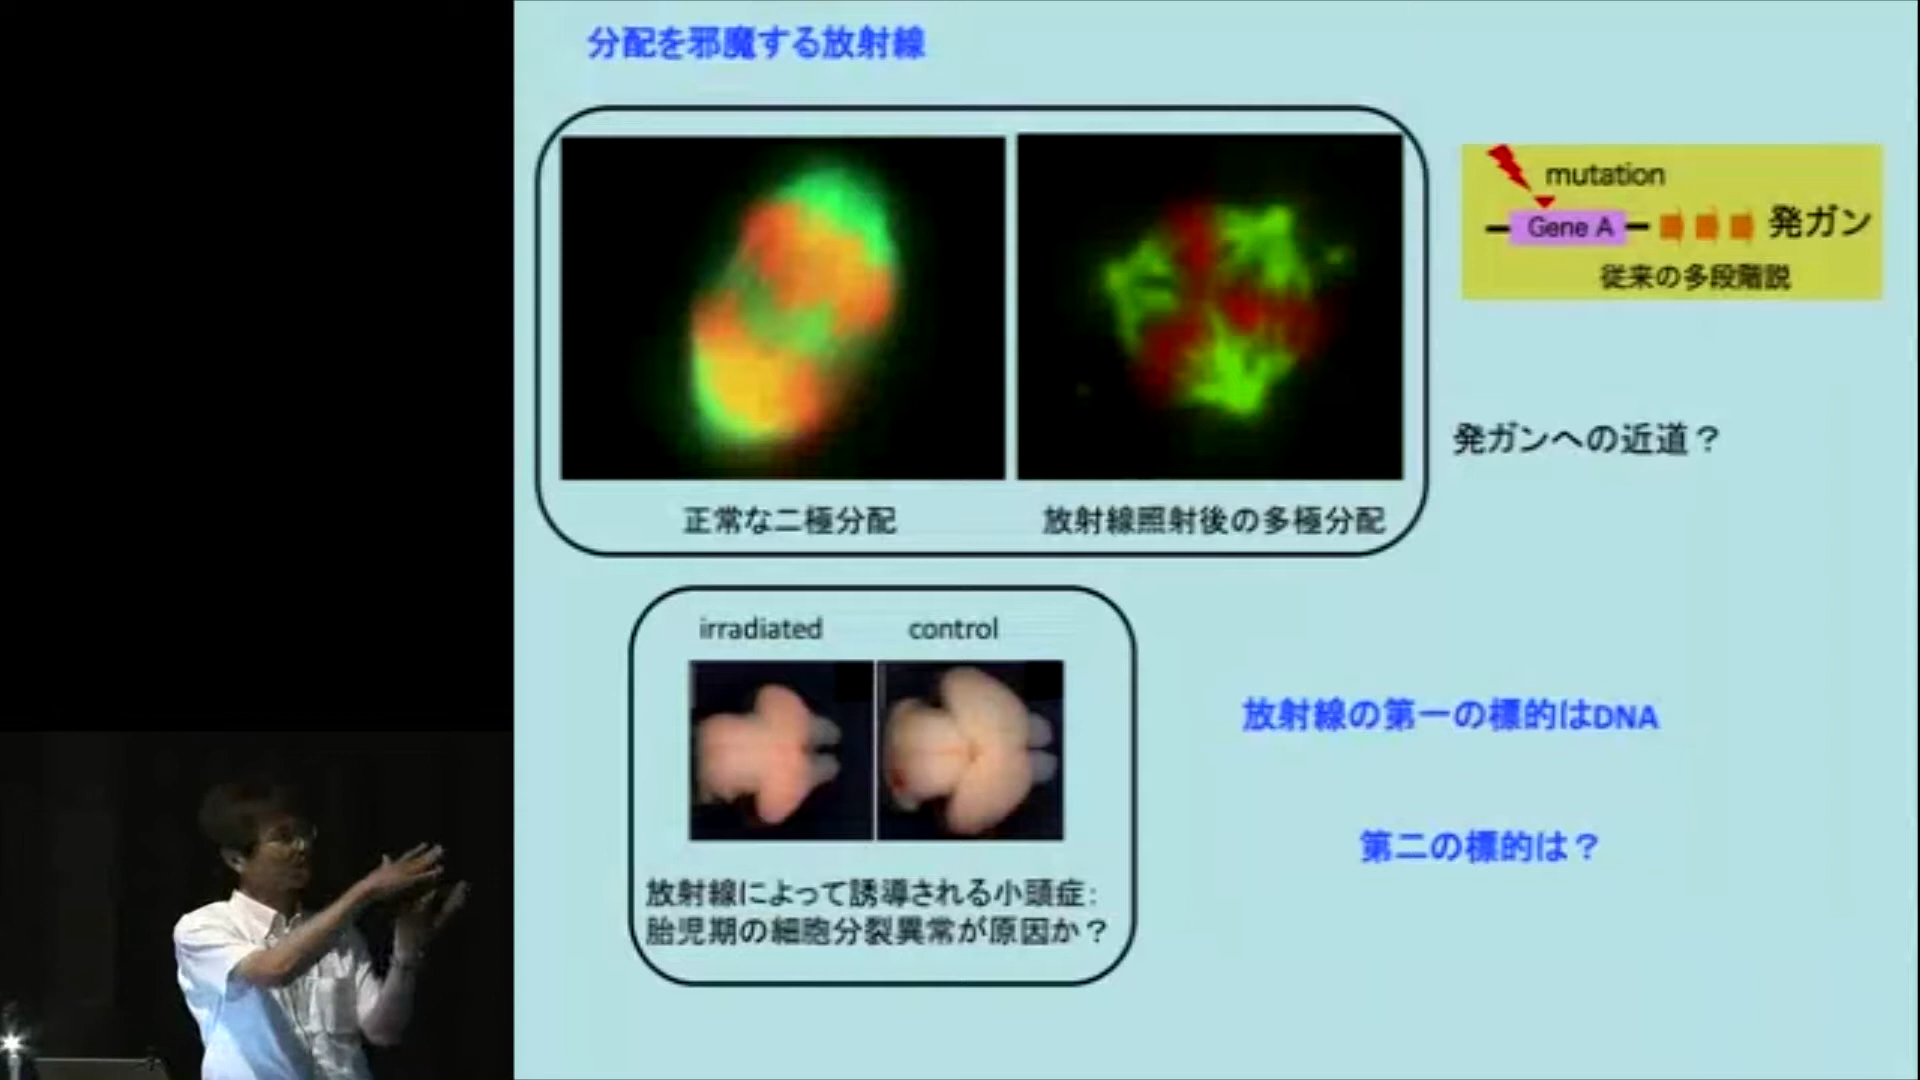 分配を邪魔する放射線
mutation
Gene A
発ガン
従来の多段階説
発ガンへの近道？
正常な二極分配
放射線照射後の多極分配
irradiated
control
放射線によって誘導される小頭症：
胎児期の細胞分裂異常が原因か？
放射線の第一の標的はDNA
第二の標的は？